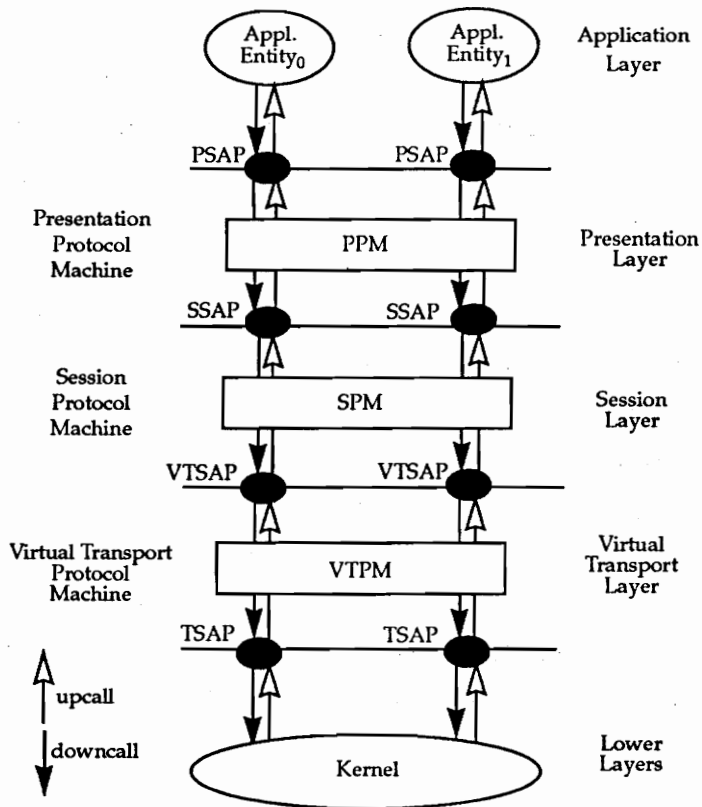 Appl.
Entity0
Appl.
Entity1
Application
Layer
PSAP
PSAP
Presentation
Protocol
Machine
PPM
Presentation
Layer
SSAP
SSAP
Session
Protocol
Machine
SPM
Session
Layer
VTSAP
VTSAP
Virtual Transport
Protocol
Machine
VTPM
Virtual
Transport
Layer
TSAP
TSAP
upcall
downcall
Kernel
Lower
Layers